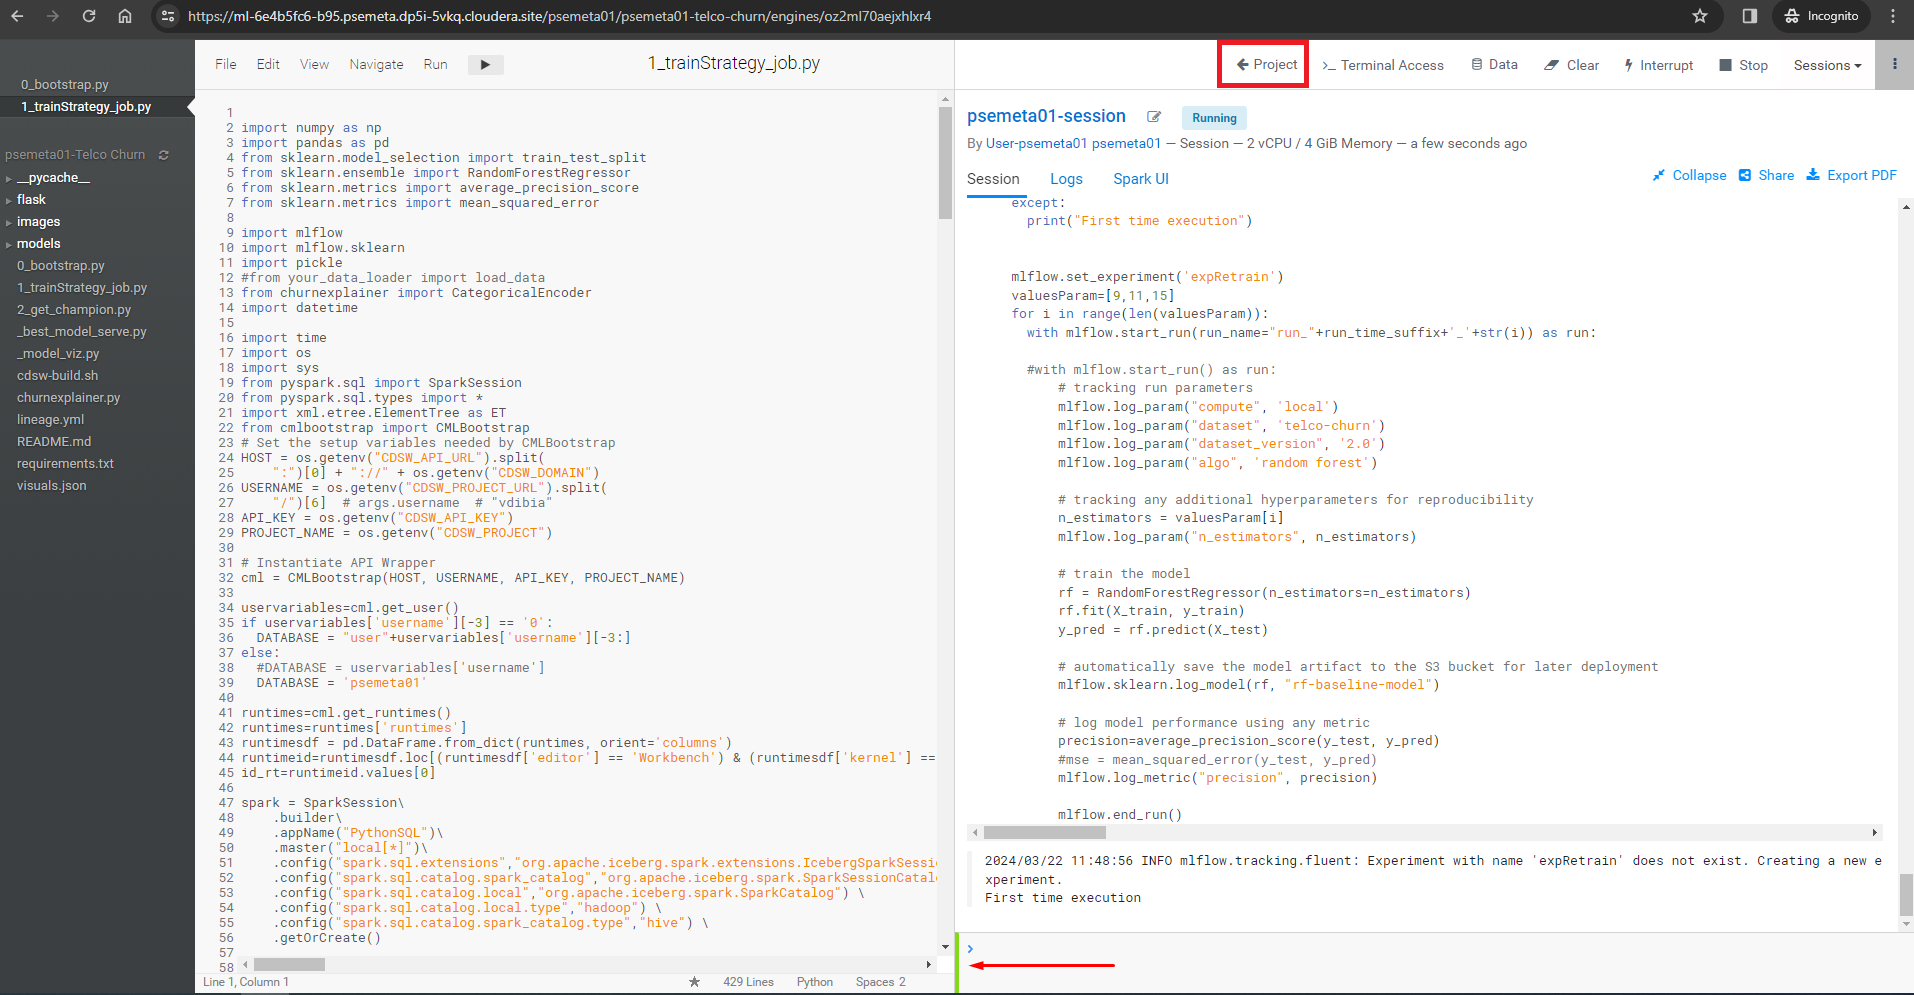 https://ml-6e4b5fc6-b95.psemeta.dp5i-5vkq.cloudera.site/psemeta01/psemeta01-telco-churn/engines/oz2ml70aejxhlxr4
Incognito
0_bootstrap.py
1_trainStrategy_job.py
psemeta01-Telco Churn
__pycache__
flask
images
models
0_bootstrap.py
1_trainStrategy_job.py
2_get_champion.py
_best_model_serve.py
_model_viz.py
cdsw-build.sh
churnexplainer.py
lineage.yml
README.md
requirements.txt
visuals.json
File Edit View Navigate Run 1_trainStrategy_job.py
1
2 import numpy as np
3 import pandas as pd
4 from sklearn.model_selection import train_test_split
5 from sklearn.ensemble import RandomForestRegressor
6 from sklearn.metrics import average_precision_score
7 from sklearn.metrics import mean_squared_error
8
9 import mlflow
10 import mlflow.sklearn
11 import pickle
12 #from your_data_loader import load_data
13 from churnexplainer import CategoricalEncoder
14 import datetime
15
16 import time
17 import os
18 import sys
19 from pyspark.sql import SparkSession
20 from pyspark.sql.types import *
21 import xml.etree.ElementTree as ET
22 from cmlbootstrap import CMLBootstrap
23 # Set the setup variables needed by CMLBootstrap
24 HOST = os.getenv("CDSW_API_URL").split(
25     ":")[0] + "://" + os.getenv("CDSW_DOMAIN")
26 USERNAME = os.getenv("CDSW_PROJECT_URL").split(
27     "/")[6]  # args.username  # "vdibia"
28 API_KEY = os.getenv("CDSW_API_KEY")
29 PROJECT_NAME = os.getenv("CDSW_PROJECT")
30
31 # Instantiate API Wrapper
32 cml = CMLBootstrap(HOST, USERNAME, API_KEY, PROJECT_NAME)
33
34 uservariables=cml.get_user()
35 if uservariables['username'][-3] == '0':
36   DATABASE = "user"+uservariables['username'][-3:]
37 else:
38   #DATABASE = uservariables['username']
39   DATABASE = 'psemeta01'
40
41 runtimes=cml.get_runtimes()
42 runtimes=runtimes['runtimes']
43 runtimesdf = pd.DataFrame.from_dict(runtimes, orient='columns')
44 runtimeid=runtimesdf.loc[(runtimesdf['editor'] == 'Workbench') & (runtimesdf['kernel'] ==
45 id_rt=runtimeid.values[0]
46
47 spark = SparkSession\
48     .builder\
49     .appName("PythonSQL")\
50     .master("local[*]")\
51     .config("spark.sql.extensions","org.apache.iceberg.spark.extensions.IcebergSparkSessi
52     .config("spark.sql.catalog.spark_catalog","org.apache.iceberg.spark.SparkSessionCatal
53     .config("spark.sql.catalog.local","org.apache.iceberg.spark.SparkCatalog") \
54     .config("spark.sql.catalog.local.type","hadoop") \
55     .config("spark.sql.catalog.spark_catalog.type","hive") \
56     .getOrCreate()
57
58
Line 1, Column 1 429 Lines Python Spaces 2
Project Terminal Access Data Clear Interrupt Stop Sessions
psemeta01-session Running
By User-psemeta01 psemeta01 — Session — 2 vCPU / 4 GiB Memory — a few seconds ago
Session Logs Spark UI Collapse Share Export PDF
except:
  print("First time execution")
mlflow.set_experiment('expRetrain')
valuesParam=[9,11,15]
for i in range(len(valuesParam)):
  with mlflow.start_run(run_name="run_"+run_time_suffix+'_'+str(i)) as run:
  #with mlflow.start_run() as run:
      # tracking run parameters
      mlflow.log_param("compute", 'local')
      mlflow.log_param("dataset", 'telco-churn')
      mlflow.log_param("dataset_version", '2.0')
      mlflow.log_param("algo", 'random forest')
      # tracking any additional hyperparameters for reproducibility
      n_estimators = valuesParam[i]
      mlflow.log_param("n_estimators", n_estimators)
      # train the model
      rf = RandomForestRegressor(n_estimators=n_estimators)
      rf.fit(X_train, y_train)
      y_pred = rf.predict(X_test)
      # automatically save the model artifact to the S3 bucket for later deployment
      mlflow.sklearn.log_model(rf, "rf-baseline-model")
      # log model performance using any metric
      precision=average_precision_score(y_test, y_pred)
      #mse = mean_squared_error(y_test, y_pred)
      mlflow.log_metric("precision", precision)
      mlflow.end_run()
2024/03/22 11:48:56 INFO mlflow.tracking.fluent: Experiment with name 'expRetrain' does not exist. Creating a new e
xperiment.
First time execution